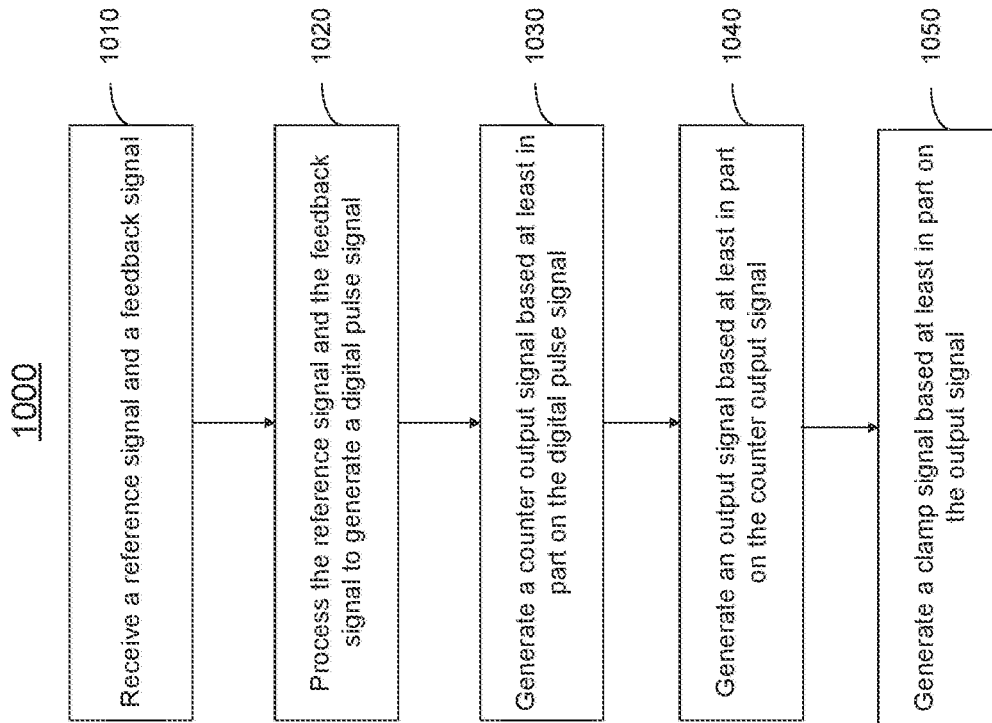 1000
Receive a reference signal and a feedback signal
1010
Process the reference signal and the feedback
signal to generate a digital pulse signal
1020
Generate a counter output signal based at least in
part on the digital pulse signal
1030
Generate an output signal based at least in part
on the counter output signal
1040
Generate a clamp signal based at least in part on
the output signal
1050